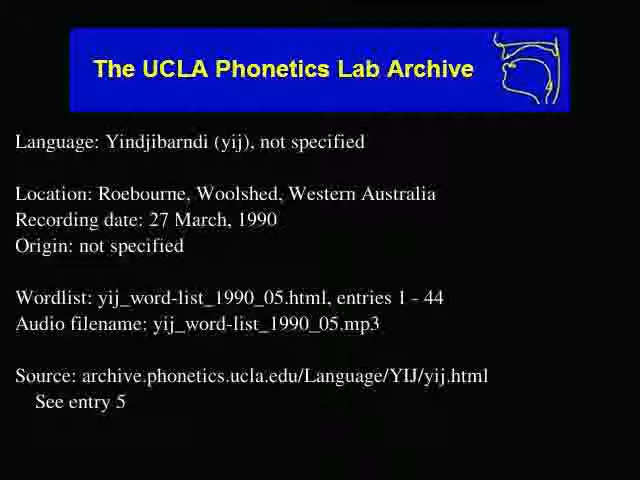 The UCLA Phonetics Lab Archive
Language: Yindjibarndi (yij), not specified
Location: Roebourne, Woolshed, Western Australia
Recording date: 27 March, 1990
Origin: not specified
Wordlist: yij_word-list_1990_05.html, entries 1 - 44
Audio filename: yij_word-list_1990_05.mp3
Source: archive.phonetics.ucla.edu/Language/YIJ/yij.html
See entry 5